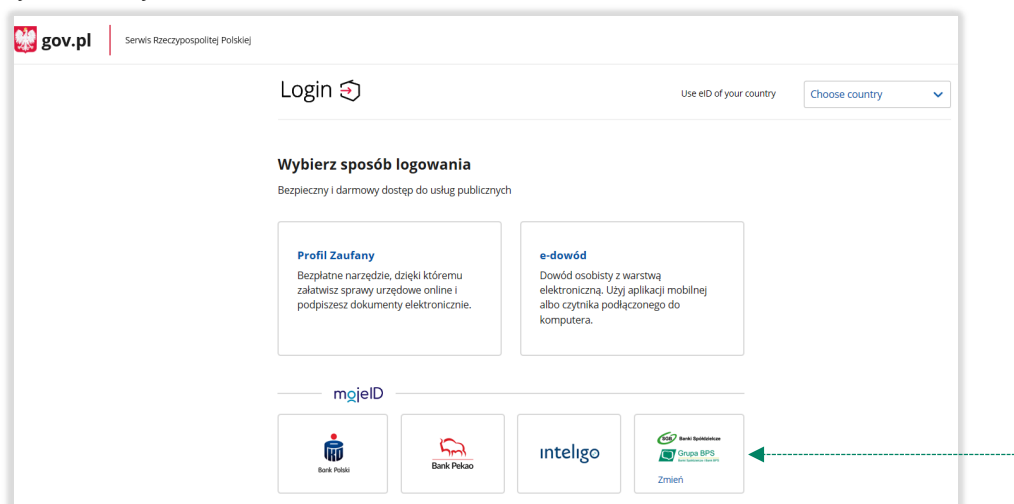 gov.pl
Serwis Rzeczypospolitej Polskiej
Login
Use eID of your country
Choose country
Wybierz sposób logowania
Bezpieczny i darmowy dostęp do usług publicznych
Profil Zaufany
Bezpłatne narzędzie, dzięki któremu
załatwisz sprawy urzędowe online i
podpiszesz dokumenty elektronicznie.
e-dowód
Dowód osobisty z warstwą
elektroniczną. Użyj aplikacji mobilnej
albo czytnika podłączonego do
komputera.
mojeID
Bank Polski
Bank Pekao
inteligo
SGB Banki Spółdzielcze
Grupa BPS
Zmień